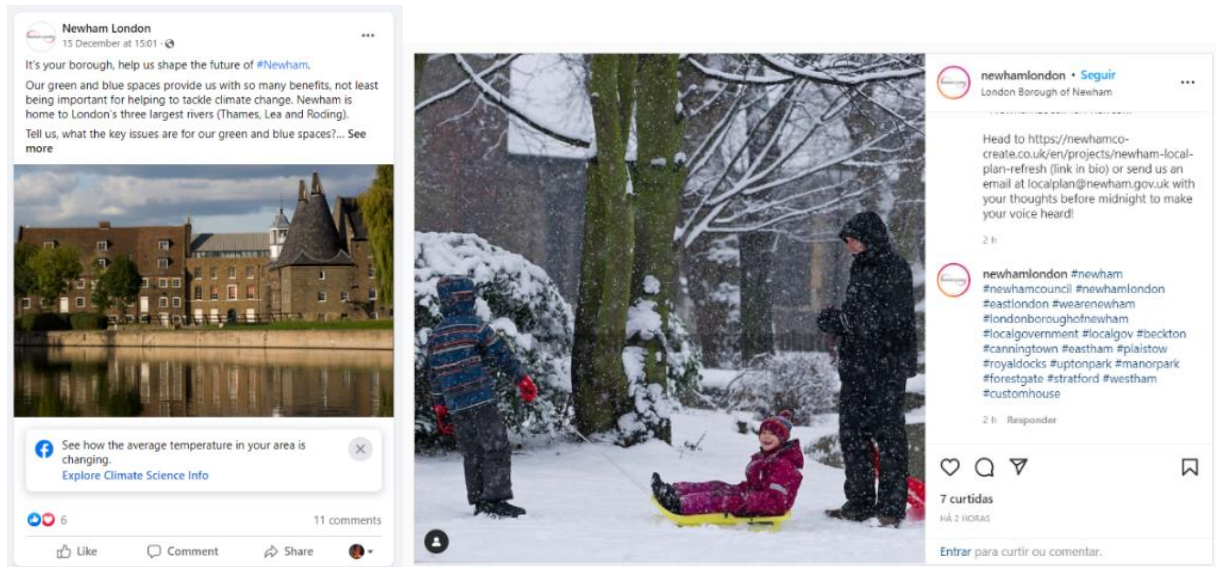 Newham London
15 December at 15:01 ·
It's your borough, help us shape the future of #Newham.
Our green and blue spaces provide us with so many benefits, not least
being important for helping to tackle climate change. Newham is
home to London's three largest rivers (Thames, Lea and Roding).
Tell us, what the key issues are for our green and blue spaces?... See
more
See how the average temperature in your area is
changing.
Explore Climate Science Info
6
11 comments
Like Comment Share
newhamlondon • Seguir
London Borough of Newham
Head to https://newhamco-
create.co.uk/en/projects/newham-local-
plan-refresh (link in bio) or send us an
email at localplan@newham.gov.uk with
your thoughts before midnight to make
your voice heard!
2 h
newhamlondon #newham
#newhamcouncil #newhamlondon
#eastlondon #wearenewham
#londonboroughofnewham
#localgovernment #localgov #beckton
#canningtown #eastham #plaistow
#royaldocks #uptonpark #manorpark
#forestgate #stratford #westham
#customhouse
2 h Responder
7 curtidas
HÁ 2 HORAS
Entrar para curtir ou comentar.